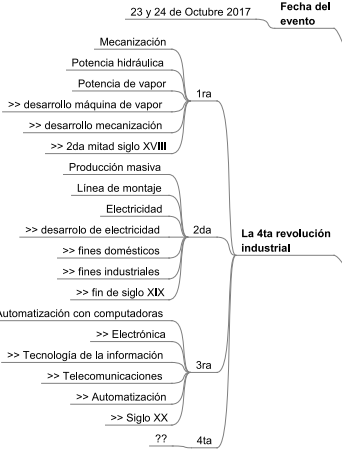 23 y 24 de Octubre 2017
Fecha del
evento
Mecanización
Potencia hidráulica
Potencia de vapor
>> desarrollo máquina de vapor
>> desarrollo mecanización
>> 2da mitad siglo XVIII
1ra
Producción masiva
Línea de montaje
Electricidad
>> desarrolo de electricidad
>> fines domésticos
>> fines industriales
>> fin de siglo XIX
2da
La 4ta revolución
industrial
Automatización con computadoras
>> Electrónica
>> Tecnología de la información
>> Telecomunicaciones
>> Automatización
>> Siglo XX
3ra
??
4ta